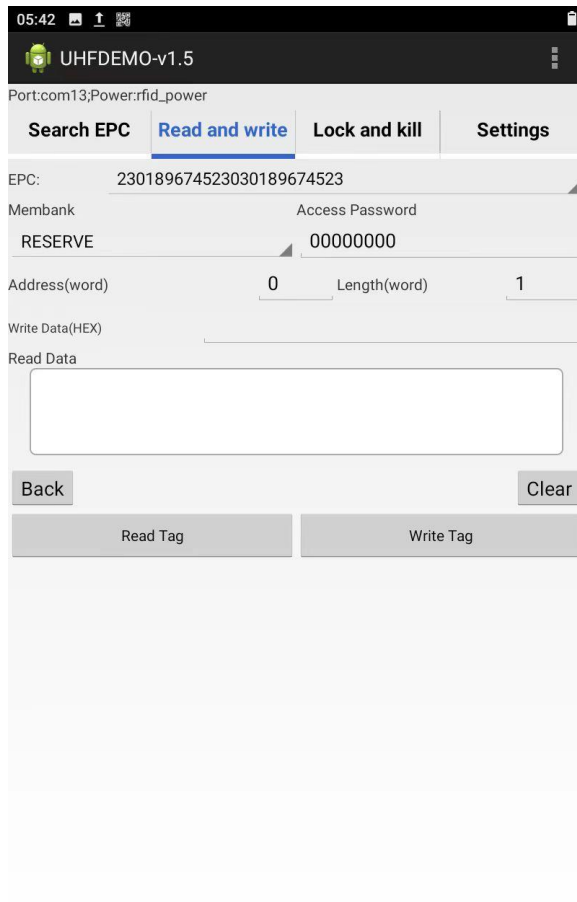 05:42
UHFDEMO-v1.5
Port:com13;Power:rfid_power
Search EPC Read and write Lock and kill Settings
EPC: 230189674523030189674523
Membank Access Password
RESERVE 00000000
Address(word) 0 Length(word) 1
Write Data(HEX)
Read Data
Back Clear
Read Tag Write Tag